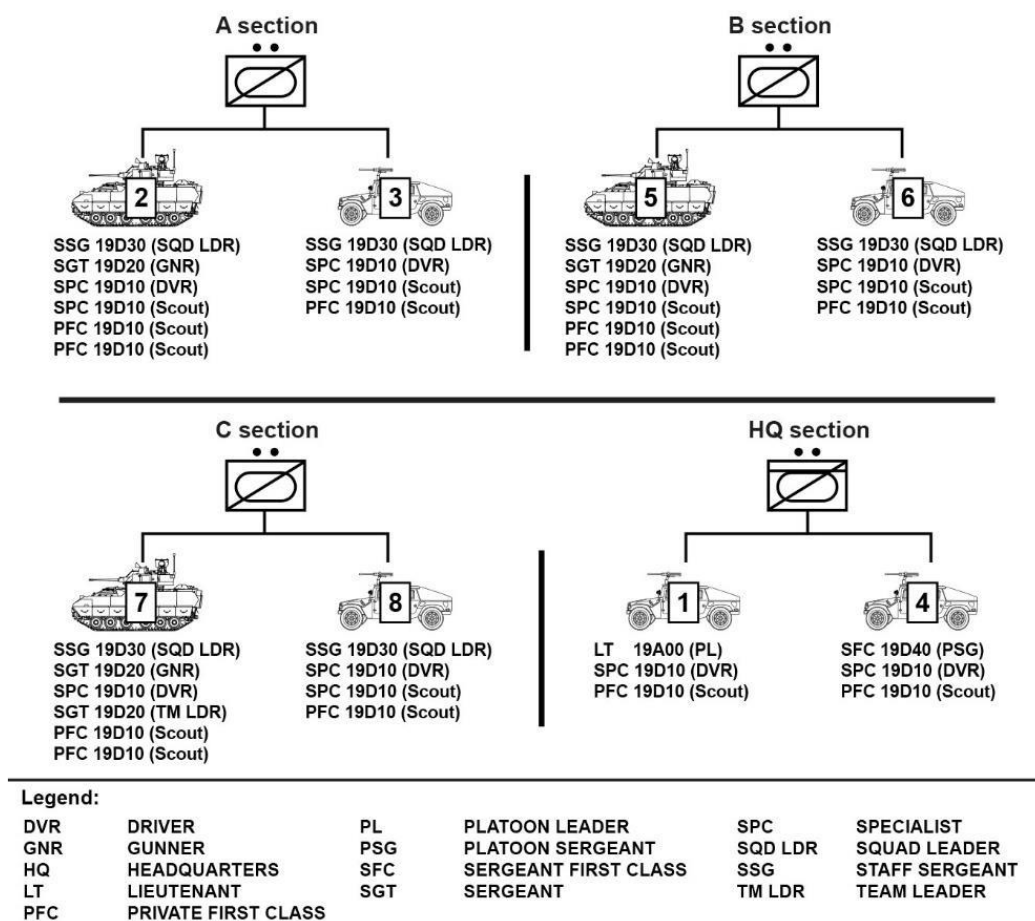 A section
2
SSG 19D30 (SQD LDR)
SGT 19D20 (GNR)
SPC 19D10 (DVR)
SPC 19D10 (Scout)
PFC 19D10 (Scout)
PFC 19D10 (Scout)
3
SSG 19D30 (SQD LDR)
SPC 19D10 (DVR)
SPC 19D10 (Scout)
PFC 19D10 (Scout)
B section
5
SSG 19D30 (SQD LDR)
SGT 19D20 (GNR)
SPC 19D10 (DVR)
SPC 19D10 (Scout)
PFC 19D10 (Scout)
PFC 19D10 (Scout)
6
SSG 19D30 (SQD LDR)
SPC 19D10 (DVR)
SPC 19D10 (Scout)
PFC 19D10 (Scout)
C section
7
SSG 19D30 (SQD LDR)
SGT 19D20 (GNR)
SPC 19D10 (DVR)
SGT 19D20 (TM LDR)
PFC 19D10 (Scout)
PFC 19D10 (Scout)
8
SSG 19D30 (SQD LDR)
SPC 19D10 (DVR)
SPC 19D10 (Scout)
PFC 19D10 (Scout)
HQ section
1
LT 19A00 (PL)
SPC 19D10 (DVR)
PFC 19D10 (Scout)
4
SFC 19D40 (PSG)
SPC 19D10 (DVR)
PFC 19D10 (Scout)
Legend:
DVR DRIVER
GNR GUNNER
HQ HEADQUARTERS
LT LIEUTENANT
PFC PRIVATE FIRST CLASS
PL PLATOON LEADER
PSG PLATOON SERGEANT
SFC SERGEANT FIRST CLASS
SGT SERGEANT
SPC SPECIALIST
SQD LDR SQUAD LEADER
SSG STAFF SERGEANT
TM LDR TEAM LEADER